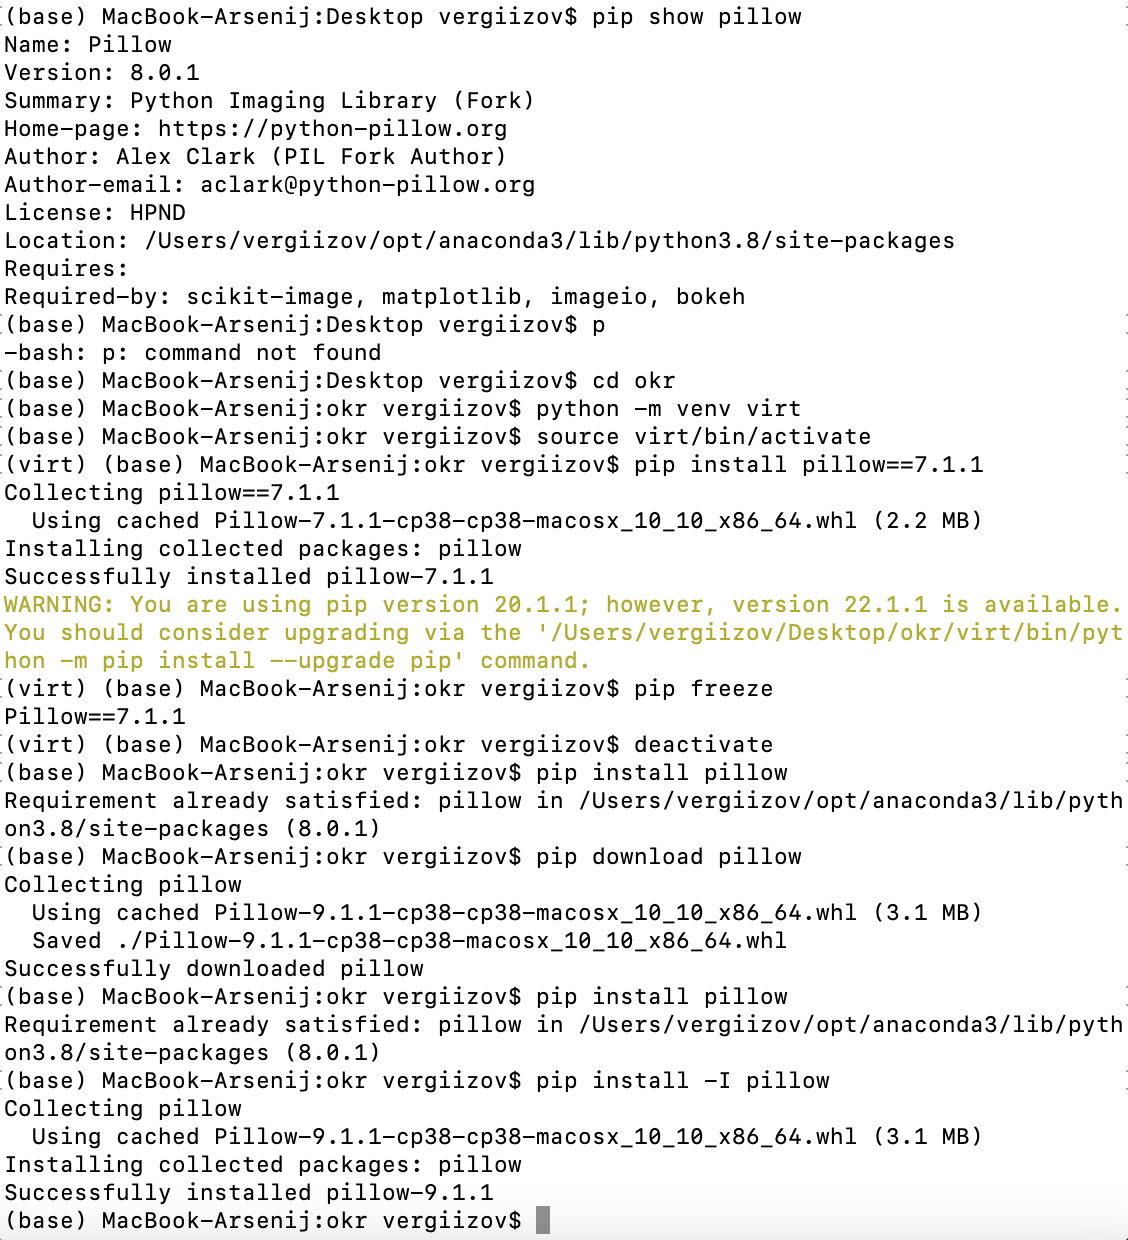 (base) MacBook-Arsenij:Desktop vergiizov$ pip show pillow
Name: Pillow
Version: 8.0.1
Summary: Python Imaging Library (Fork)
Home-page: https://python-pillow.org
Author: Alex Clark (PIL Fork Author)
Author-email: aclark@python-pillow.org
License: HPND
Location: /Users/vergiizov/opt/anaconda3/lib/python3.8/site-packages
Requires:
Required-by: scikit-image, matplotlib, imageio, bokeh
(base) MacBook-Arsenij:Desktop vergiizov$ p
-bash: p: command not found
(base) MacBook-Arsenij:Desktop vergiizov$ cd okr
(base) MacBook-Arsenij:okr vergiizov$ python -m venv virt
(base) MacBook-Arsenij:okr vergiizov$ source virt/bin/activate
(virt) (base) MacBook-Arsenij:okr vergiizov$ pip install pillow==7.1.1
Collecting pillow==7.1.1
  Using cached Pillow-7.1.1-cp38-cp38-macosx_10_10_x86_64.whl (2.2 MB)
Installing collected packages: pillow
Successfully installed pillow-7.1.1
WARNING: You are using pip version 20.1.1; however, version 22.1.1 is available.
You should consider upgrading via the '/Users/vergiizov/Desktop/okr/virt/bin/pyt
hon -m pip install --upgrade pip' command.
(virt) (base) MacBook-Arsenij:okr vergiizov$ pip freeze
Pillow==7.1.1
(virt) (base) MacBook-Arsenij:okr vergiizov$ deactivate
(base) MacBook-Arsenij:okr vergiizov$ pip install pillow
Requirement already satisfied: pillow in /Users/vergiizov/opt/anaconda3/lib/pyth
on3.8/site-packages (8.0.1)
(base) MacBook-Arsenij:okr vergiizov$ pip download pillow
Collecting pillow
  Using cached Pillow-9.1.1-cp38-cp38-macosx_10_10_x86_64.whl (3.1 MB)
  Saved ./Pillow-9.1.1-cp38-cp38-macosx_10_10_x86_64.whl
Successfully downloaded pillow
(base) MacBook-Arsenij:okr vergiizov$ pip install pillow
Requirement already satisfied: pillow in /Users/vergiizov/opt/anaconda3/lib/pyth
on3.8/site-packages (8.0.1)
(base) MacBook-Arsenij:okr vergiizov$ pip install -I pillow
Collecting pillow
  Using cached Pillow-9.1.1-cp38-cp38-macosx_10_10_x86_64.whl (3.1 MB)
Installing collected packages: pillow
Successfully installed pillow-9.1.1
(base) MacBook-Arsenij:okr vergiizov$